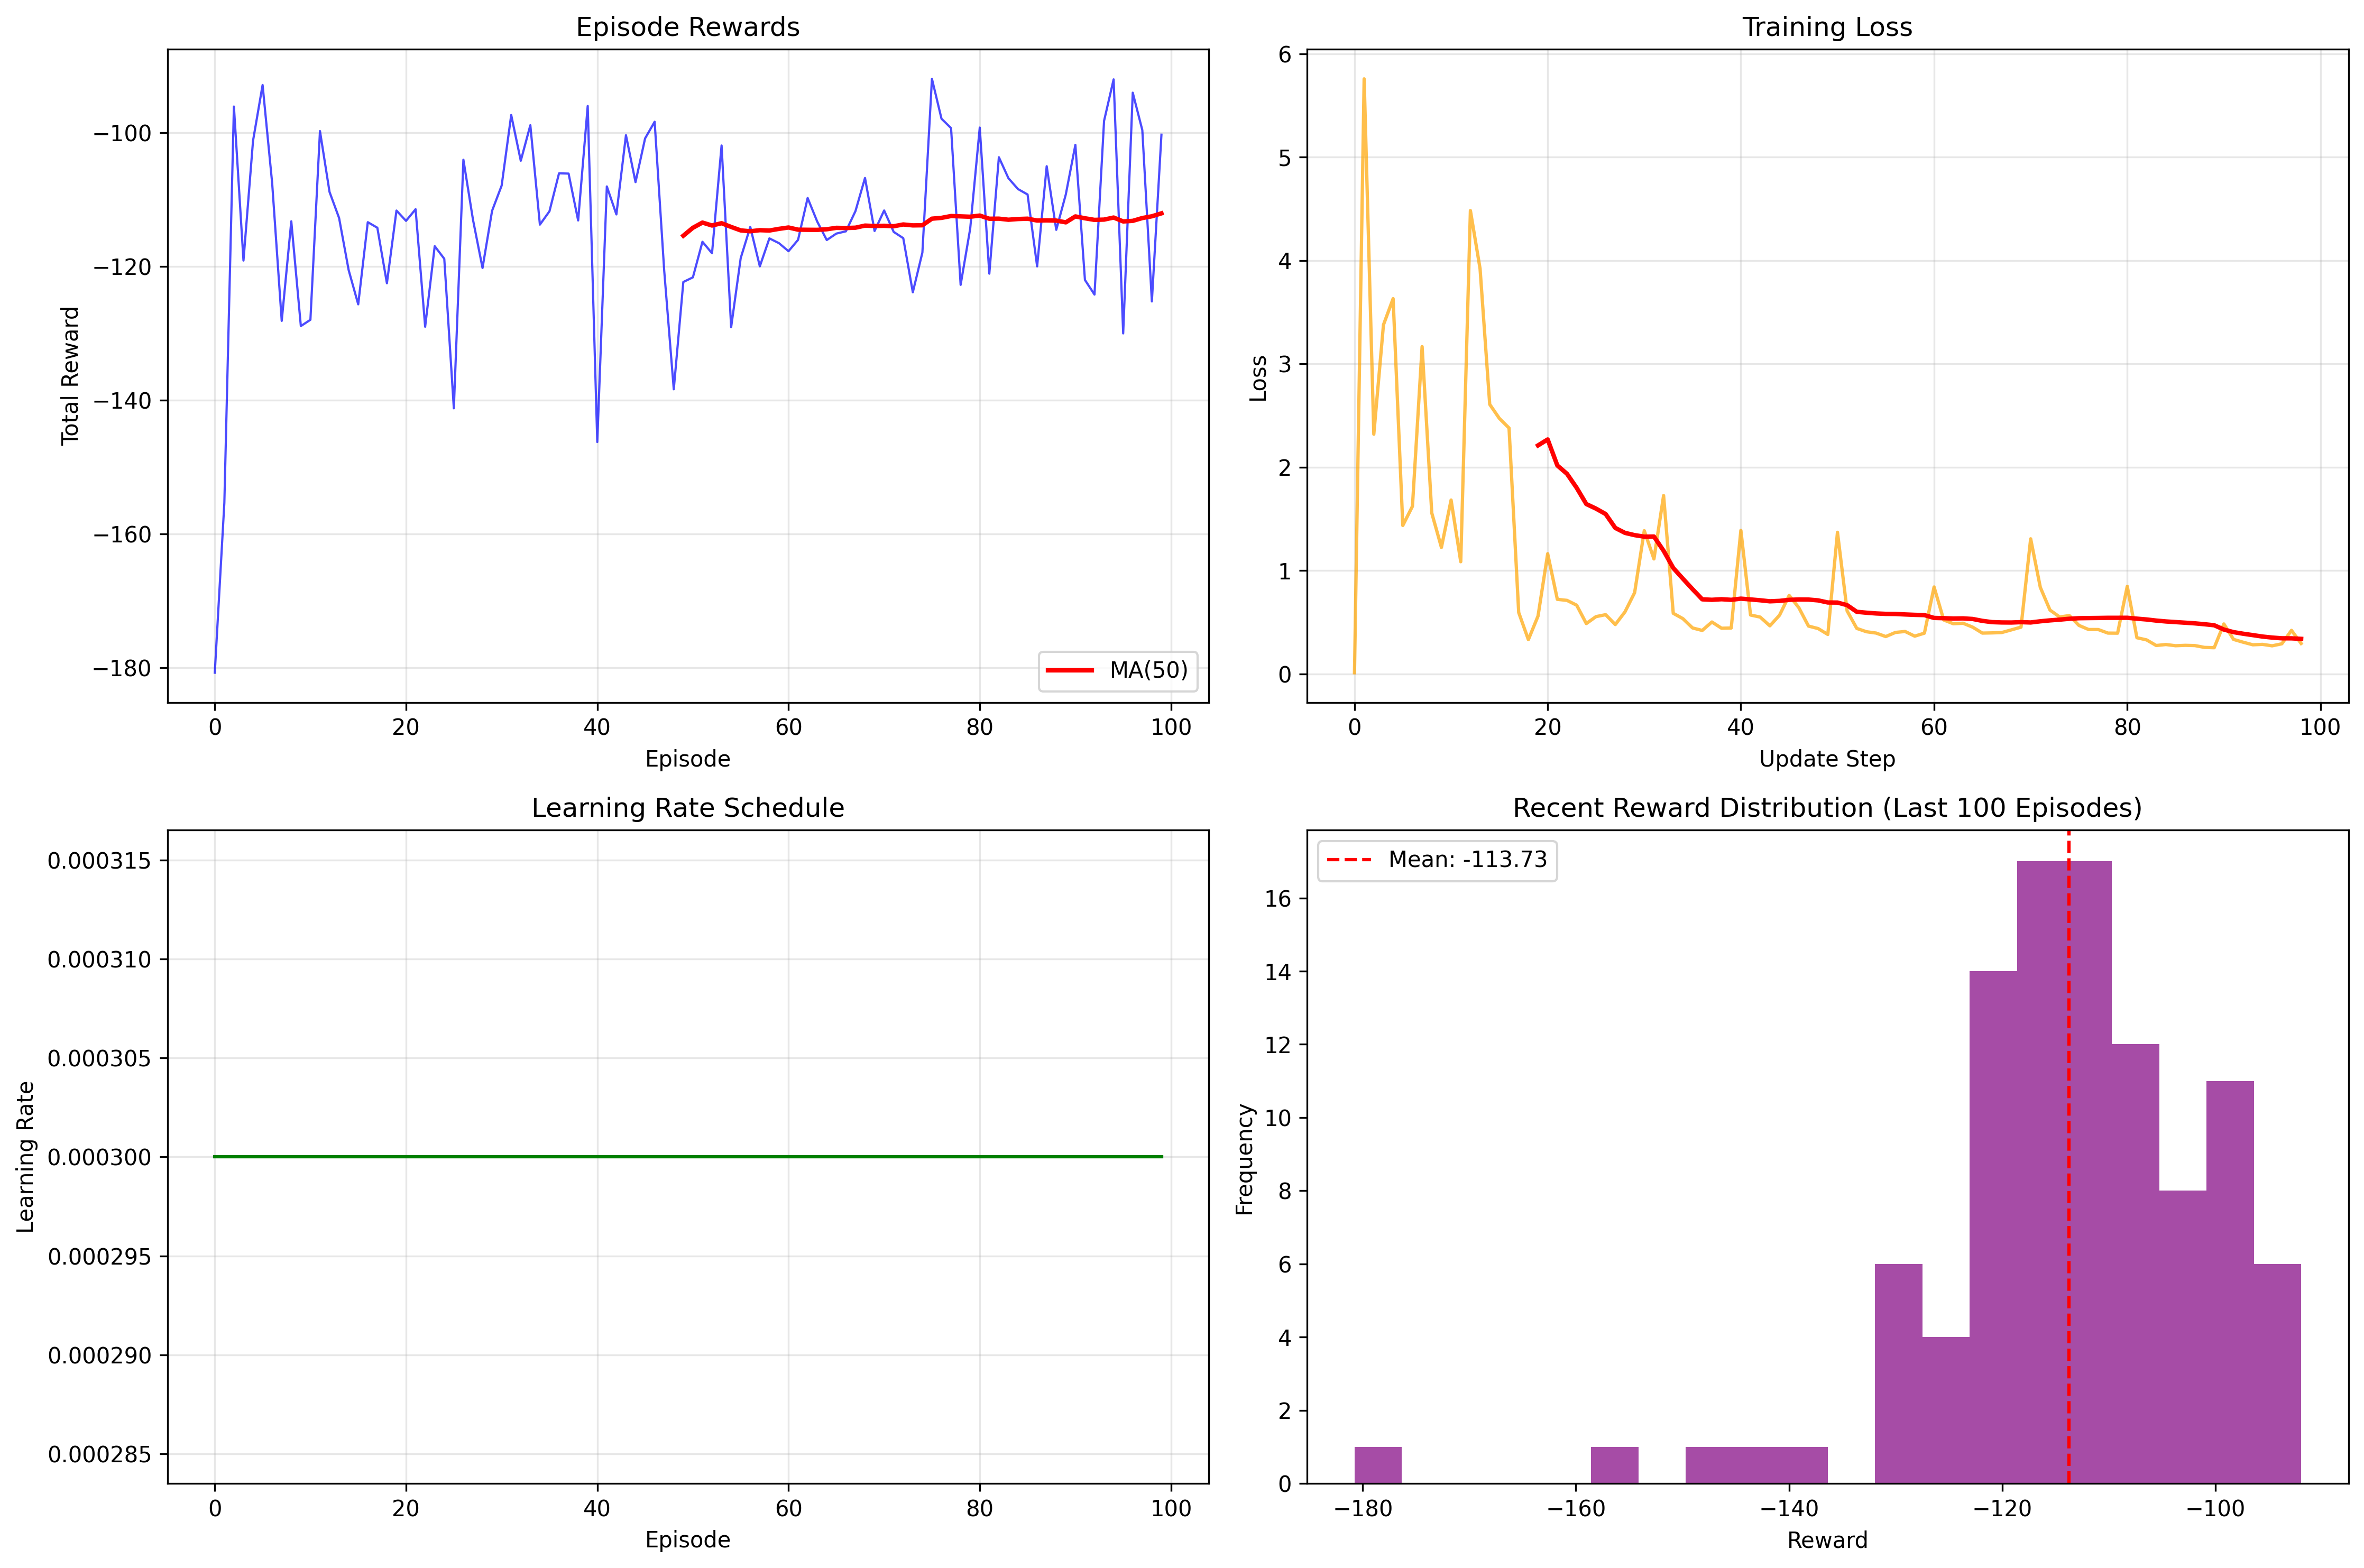 Episode Rewards
Total Reward
−100
−120
−140
−160
−180
0 20 40 60 80 100
Episode
MA(50)
Training Loss
Loss
6
5
4
3
2
1
0
0 20 40 60 80 100
Update Step
Learning Rate Schedule
Learning Rate
0.000315
0.000310
0.000305
0.000300
0.000295
0.000290
0.000285
0 20 40 60 80 100
Episode
Recent Reward Distribution (Last 100 Episodes)
Mean: -113.73
Frequency
16
14
12
10
8
6
4
2
0
−180 −160 −140 −120 −100
Reward